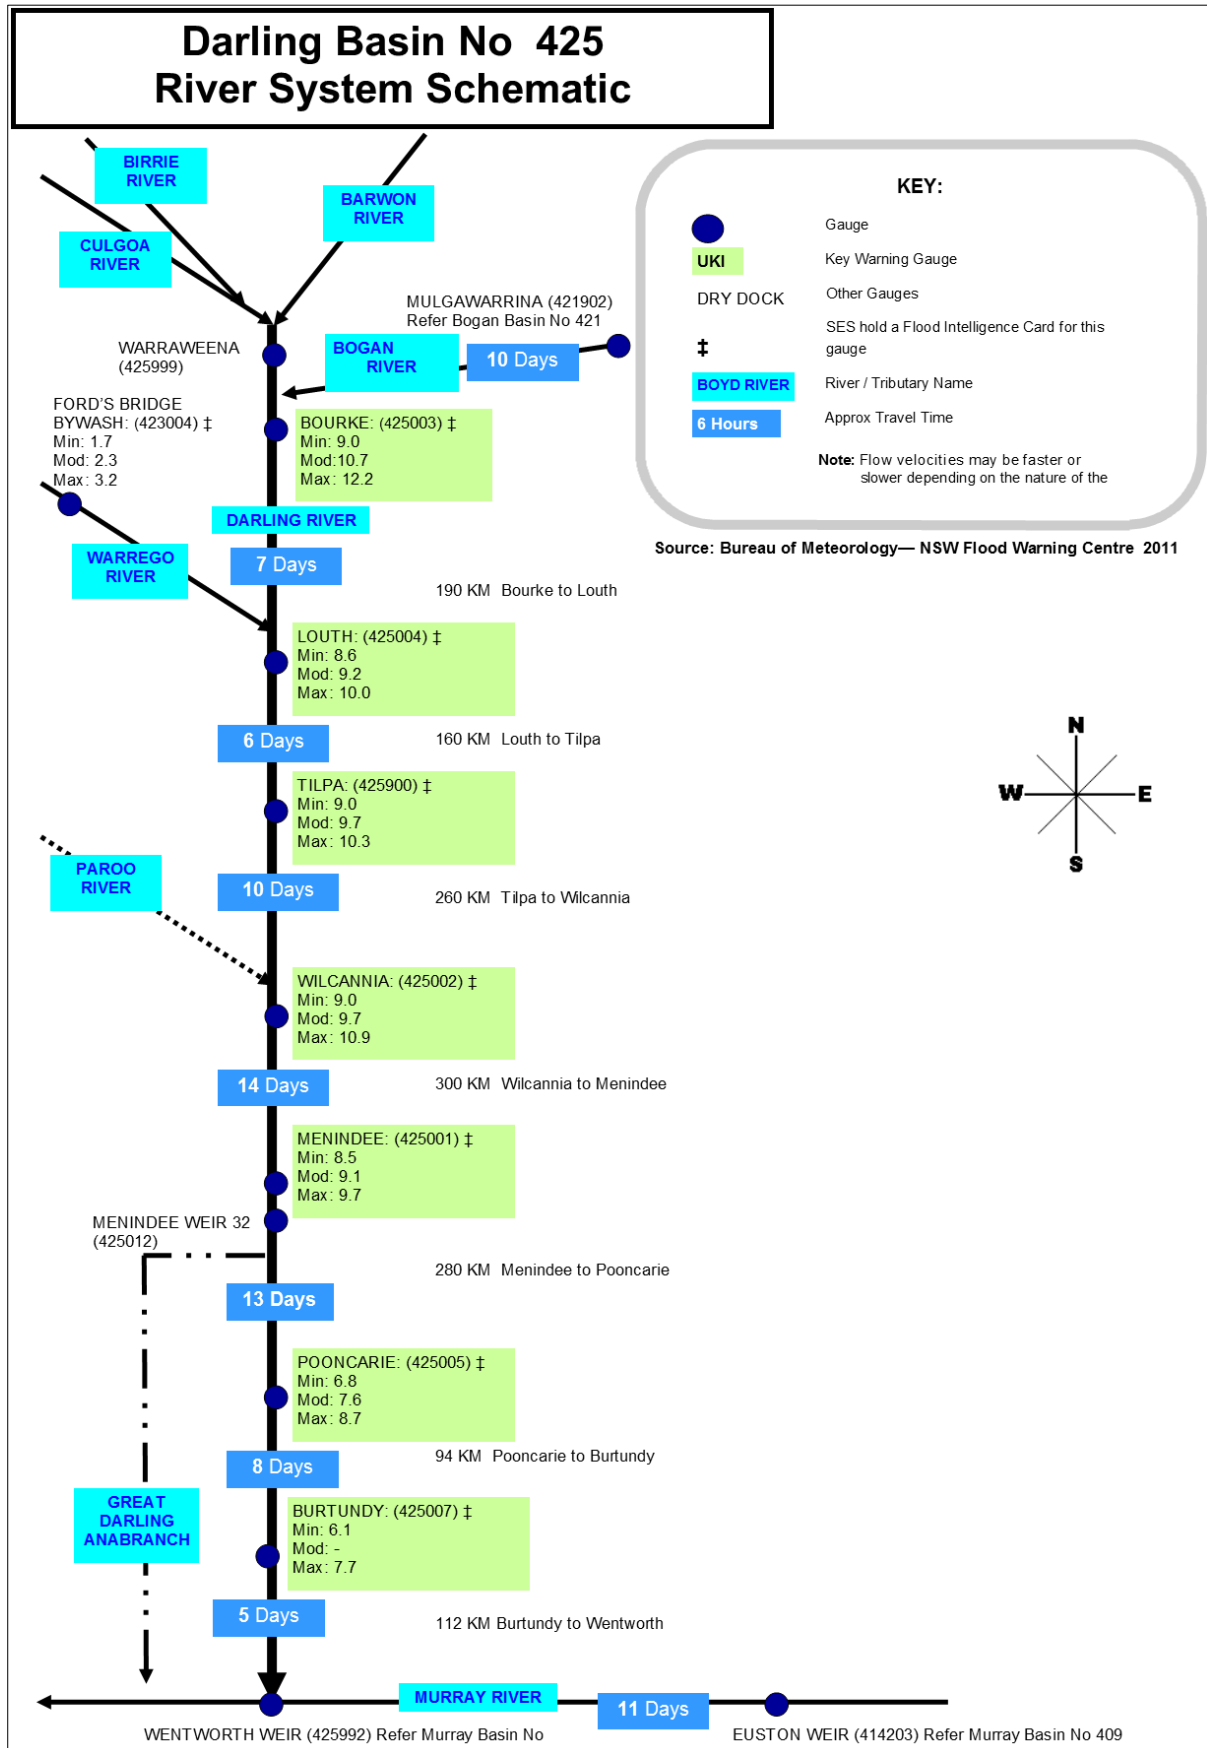 Darling Basin No  425
River System Schematic
BIRRIE
RIVER
BARWON
RIVER
CULGOA
RIVER
KEY:
Gauge
UKI
Key Warning Gauge
DRY DOCK
Other Gauges
‡
SES hold a Flood Intelligence Card for this
gauge
BOYD RIVER
River / Tributary Name
6 Hours
Approx Travel Time
Note: Flow velocities may be faster or
slower depending on the nature of the
Source: Bureau of Meteorology— NSW Flood Warning Centre  2011
MULGAWARRINA (421902)
Refer Bogan Basin No 421
WARRAWEENA
(425999)
BOGAN
RIVER
10 Days
FORD'S BRIDGE
BYWASH: (423004) ‡
Min: 1.7
Mod: 2.3
Max: 3.2
BOURKE: (425003) ‡
Min: 9.0
Mod:10.7
Max: 12.2
DARLING RIVER
WARREGO
RIVER
7 Days
190 KM  Bourke to Louth
LOUTH: (425004) ‡
Min: 8.6
Mod: 9.2
Max: 10.0
6 Days
160 KM  Louth to Tilpa
N
W
E
S
TILPA: (425900) ‡
Min: 9.0
Mod: 9.7
Max: 10.3
PAROO
RIVER
10 Days
260 KM  Tilpa to Wilcannia
WILCANNIA: (425002) ‡
Min: 9.0
Mod: 9.7
Max: 10.9
14 Days
300 KM  Wilcannia to Menindee
MENINDEE: (425001) ‡
Min: 8.5
Mod: 9.1
Max: 9.7
MENINDEE WEIR 32
(425012)
280 KM  Menindee to Pooncarie
13 Days
POONCARIE: (425005) ‡
Min: 6.8
Mod: 7.6
Max: 8.7
94 KM  Pooncarie to Burtundy
8 Days
GREAT
DARLING
ANABRANCH
BURTUNDY: (425007) ‡
Min: 6.1
Mod: -
Max: 7.7
5 Days
112 KM Burtundy to Wentworth
MURRAY RIVER
11 Days
WENTWORTH WEIR (425992) Refer Murray Basin No
EUSTON WEIR (414203) Refer Murray Basin No 409